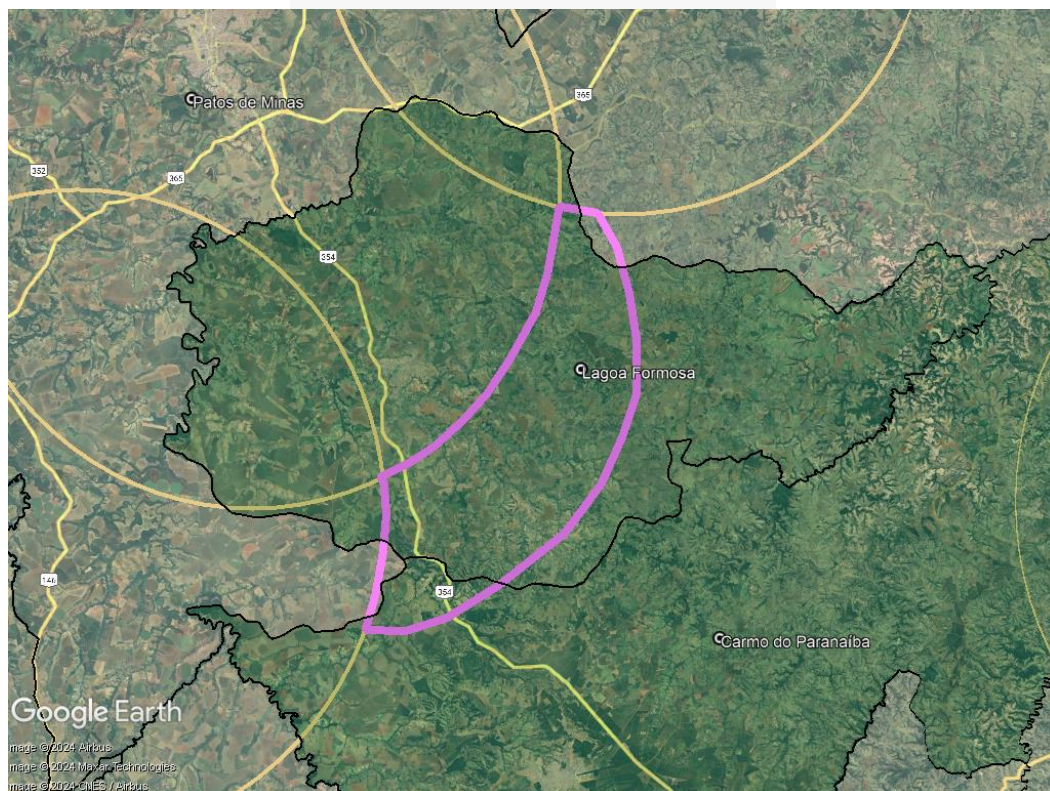 365
Patos de Minas
352
365
354
Lagoa Formosa
146
354
Carmo do Paranaíba
Google Earth
mage © 2024 Airbus
mage © 2024 Maxar Technologies
mage © 2024 CNES / Airbus